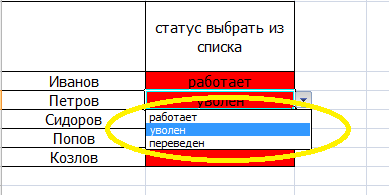 статус выбрать из
списка
Иванов работает
Петров уволен
Сидоров работает
уволен
Попов переведен
Козлов